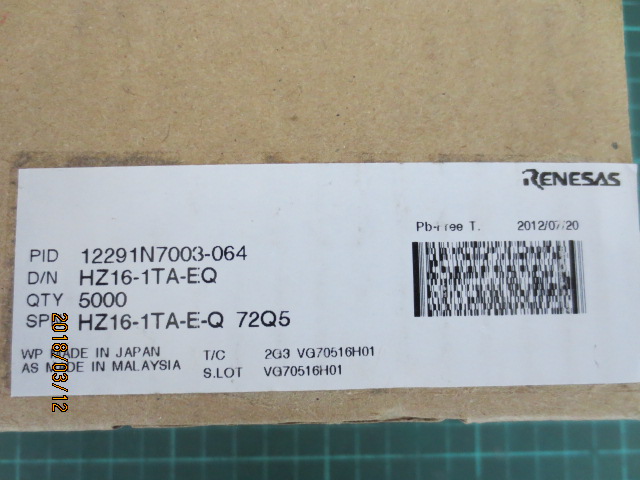 RENESAS
Pb-Free T. 2012/07/20
PID 12291N7003-064
D/N HZ16-1TA-EQ
QTY 5000
SP HZ16-1TA-E-Q 72Q5
WP MADE IN JAPAN T/C 2G3 VG70516H01
AS MADE IN MALAYSIA S.LOT VG70516H01
2018/03/12